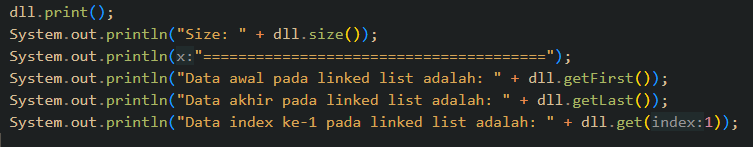 dll.print();
System.out.println("Size: " + dll.size());
System.out.println(x:"=======================================");
System.out.println("Data awal pada linked list adalah: " + dll.getFirst());
System.out.println("Data akhir pada linked list adalah: " + dll.getLast());
System.out.println("Data index ke-1 pada linked list adalah: " + dll.get(index:1));